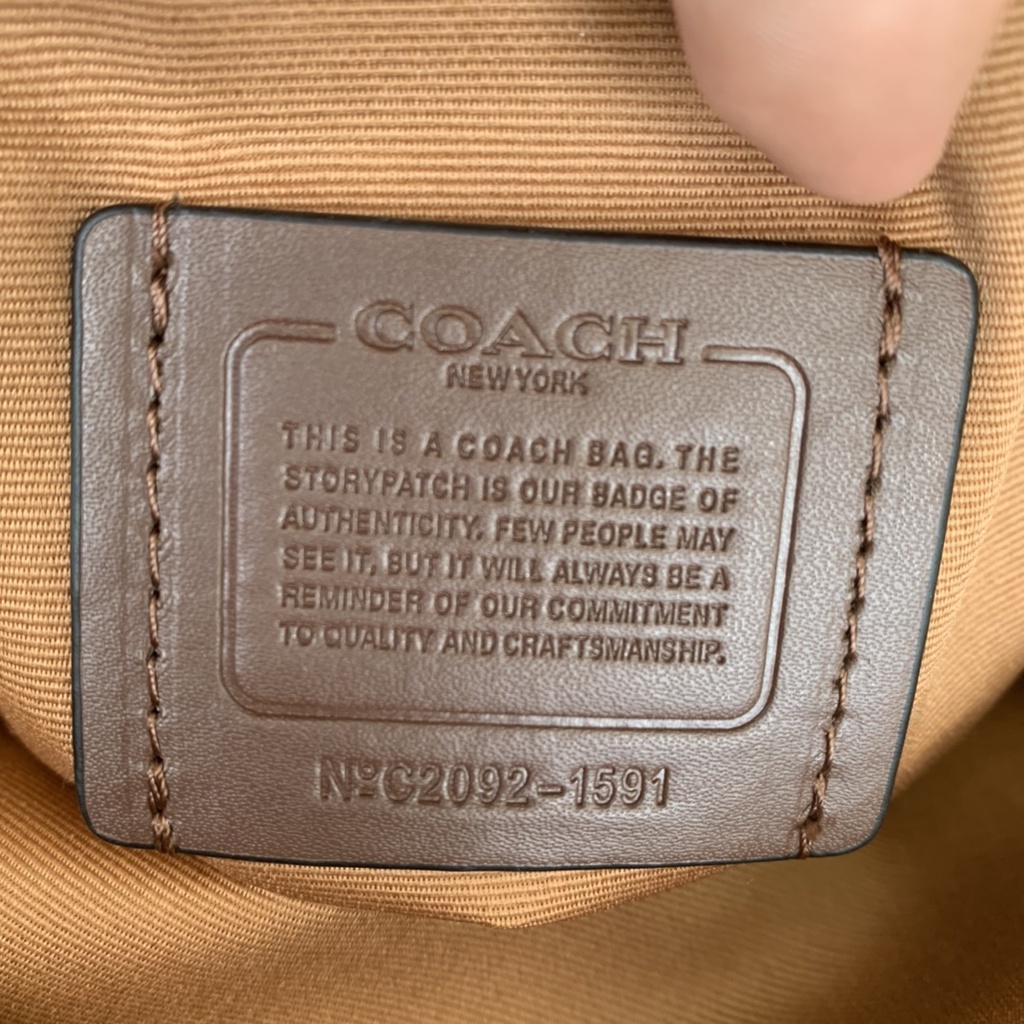 COACH
NEW YORK
THIS IS A COACH BAG. THE
STORYPATCH IS OUR BADGE OF
AUTHENTICITY. FEW PEOPLE MAY
SEE IT, BUT IT WILL ALWAYS BE A
REMINDER OF OUR COMMITMENT
TO QUALITY AND CRAFTSMANSHIP.
NºC2092-1591